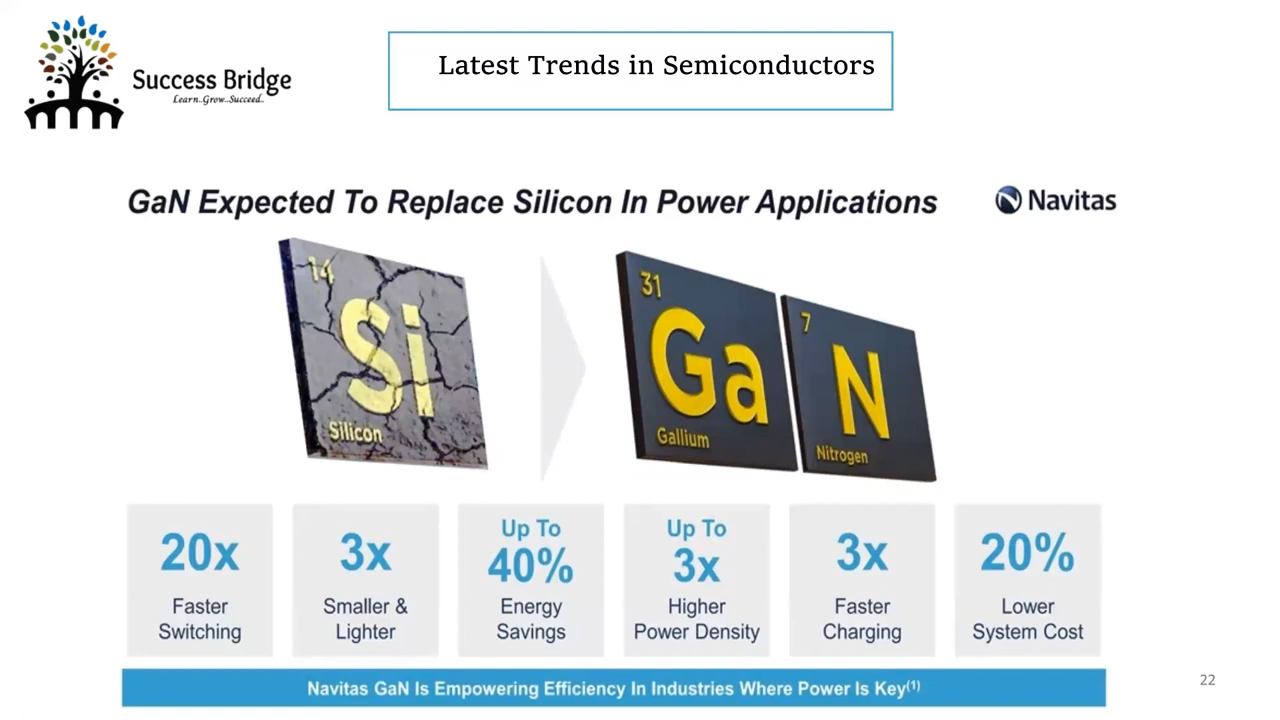 Success Bridge
Learn..Grow..Succeed..
Latest Trends in Semiconductors
GaN Expected To Replace Silicon In Power Applications
Navitas
14
Si
Silicon
31
Ga
Gallium
7
N
Nitrogen
20x
Faster
Switching
3x
Smaller &
Lighter
Up To
40%
Energy
Savings
Up To
3x
Higher
Power Density
3x
Faster
Charging
20%
Lower
System Cost
Navitas GaN Is Empowering Efficiency In Industries Where Power Is Key(1)
22